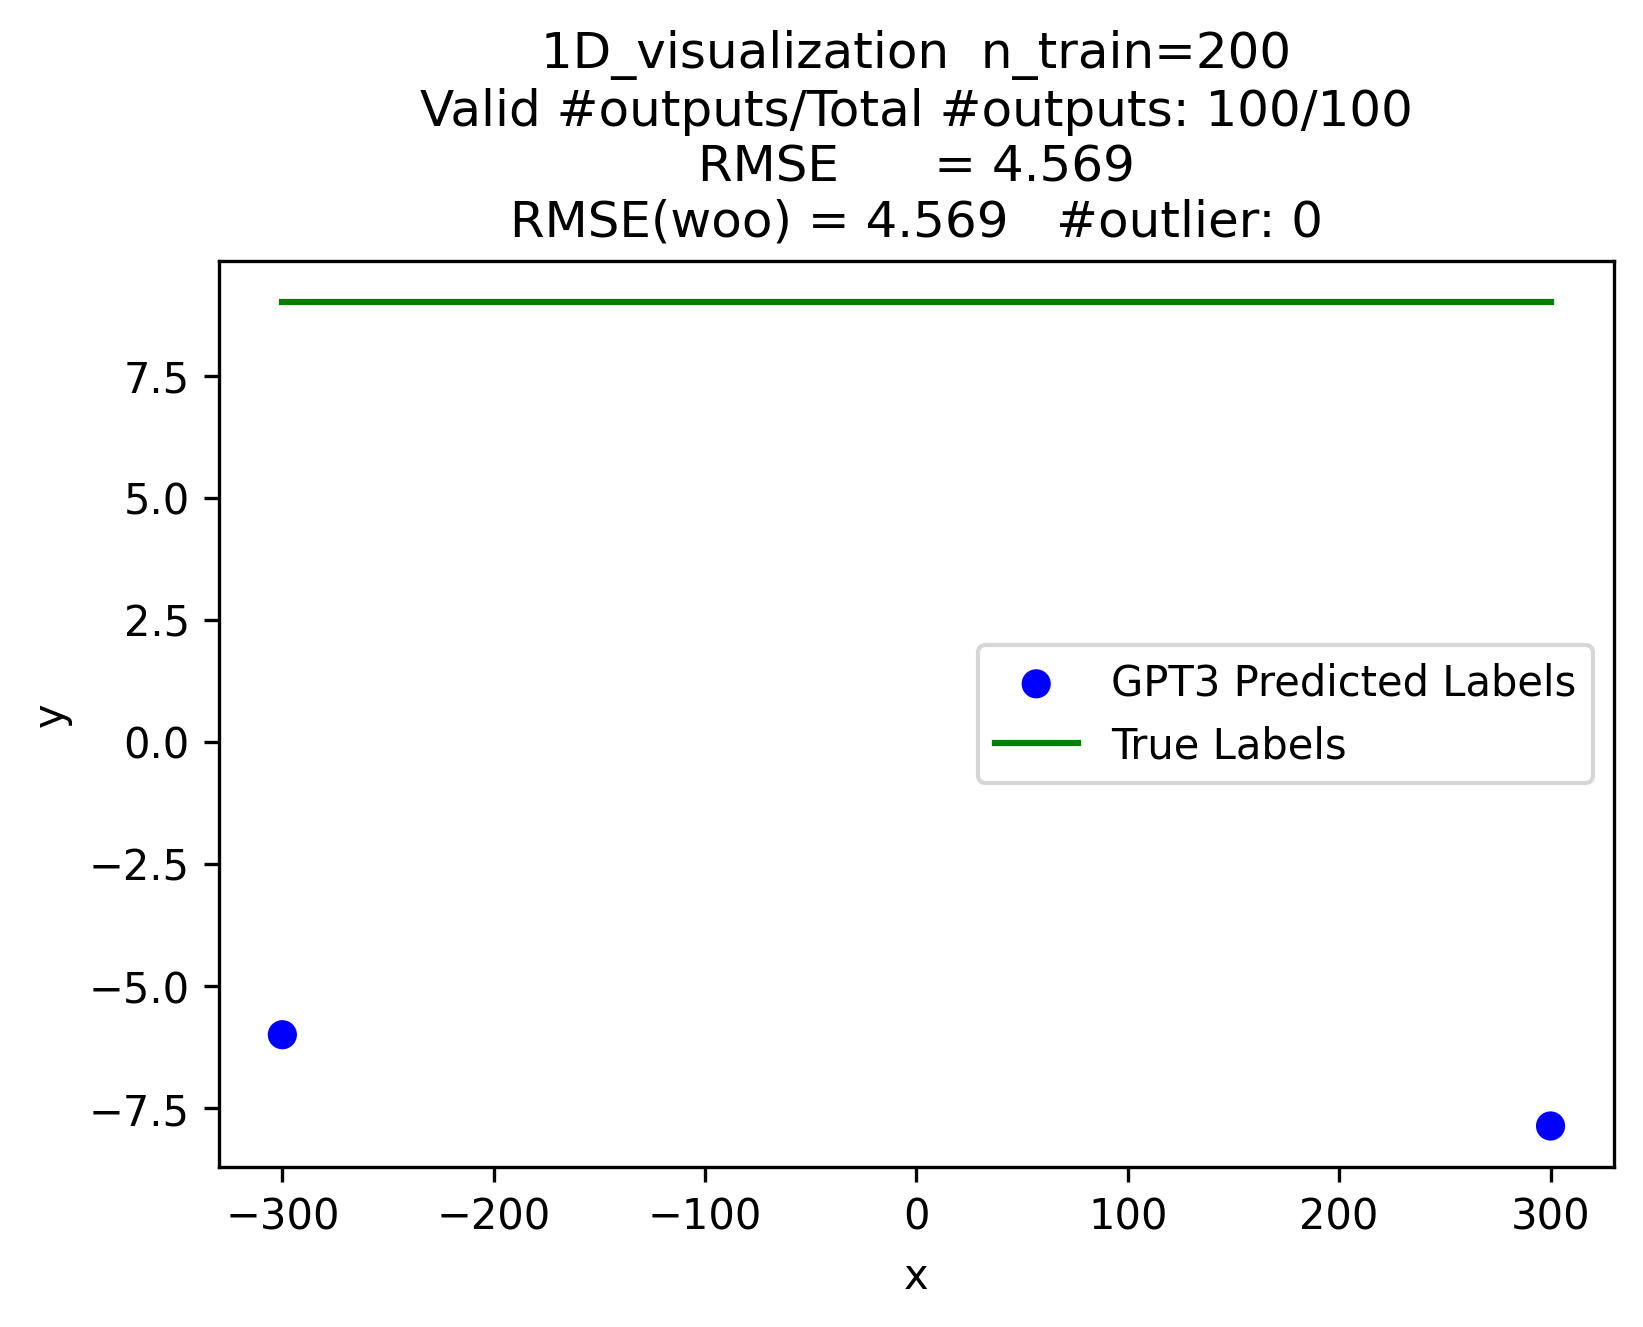 1D_visualization  n_train=200
Valid #outputs/Total #outputs: 100/100
RMSE      = 4.569
RMSE(woo) = 4.569   #outlier: 0
7.5
5.0
2.5
0.0
−2.5
−5.0
−7.5
y
GPT3 Predicted Labels
True Labels
−300
−200
−100
0
100
200
300
x